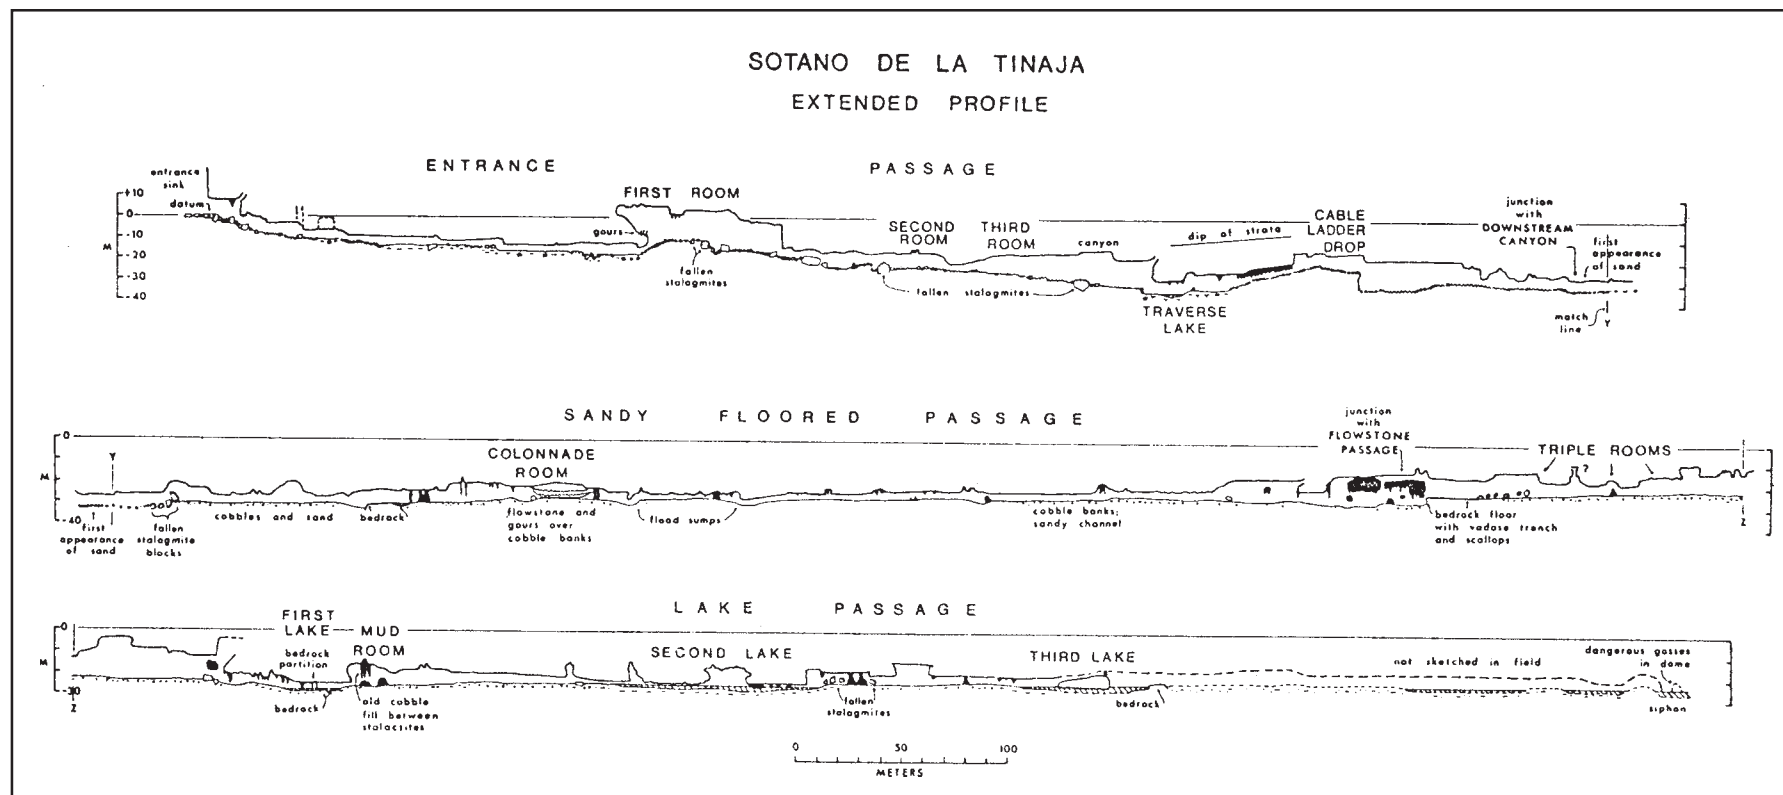 SOTANO DE LA TINAJA
EXTENDED PROFILE
ENTRANCE PASSAGE
entrance
sink
datum
+10
0
-10
M
-20
-30
-40
FIRST ROOM
gours
fallen
stalagmites
SECOND
ROOM
THIRD
ROOM
fallen stalagmites
canyon
TRAVERSE
LAKE
dip of strata
CABLE
LADDER
DROP
junction
with
DOWNSTREAM
CANYON
first
appearance
of sand
match
line
Y
SANDY FLOORED PASSAGE
0
M
-40
Y
first
appearance
of sand
fallen
stalagmite
blocks
cobbles and sand
bedrock
COLONNADE
ROOM
flowstone and
gours over
cobble banks
flood sumps
cobble banks;
sandy channel
junction
with
FLOWSTONE
PASSAGE
TRIPLE ROOMS
?
bedrock floor
with vadose trench
and scallops
Z
LAKE PASSAGE
0
M
-30
Z
FIRST
LAKE
MUD
ROOM
bedrock
partition
bedrock
old cobble
fill between
stalactites
SECOND LAKE
fallen
stalagmites
THIRD LAKE
bedrock
not sketched in field
dangerous gasses
in dome
siphon
0 50 100
METERS